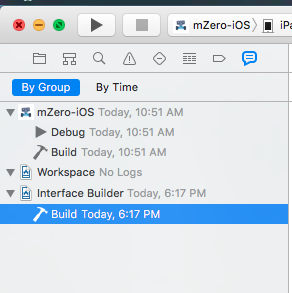 mZero-iOS iPa
By Group By Time
mZero-iOS Today, 10:51 AM
Debug Today, 10:51 AM
Build Today, 10:51 AM
Workspace No Logs
Interface Builder Today, 6:17 PM
Build Today, 6:17 PM